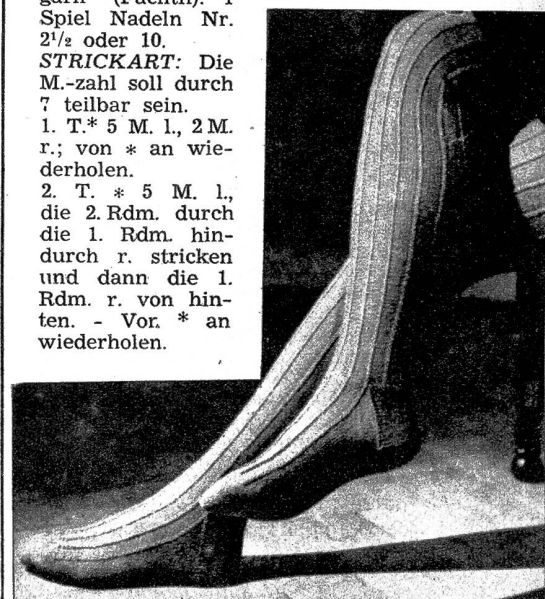 Spiel Nadeln Nr.
2¹/₂ oder 10.
STRICKART: Die
M.-zahl soll durch
7 teilbar sein.
1. T.* 5 M. l., 2 M.
r.; von * an wie-
derholen.
2. T. * 5 M. l.,
die 2. Rdm. durch
die 1. Rdm. hin-
durch r. stricken
und dann die 1.
Rdm. r. von hin-
ten. - Von * an
wiederholen.